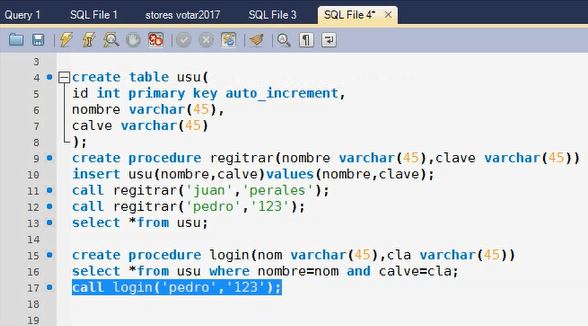 Query 1 SQL File 1 stores votar2017 SQL File 3 SQL File 4*
3
4 create table usu(
5 id int primary key auto_increment,
6 nombre varchar(45),
7 calve varchar(45)
8 );
9 create procedure regitrar(nombre varchar(45),clave varchar(45))
10 insert usu(nombre,calve)values(nombre,clave);
11 call regitrar('juan','perales');
12 call regitrar('pedro','123');
13 select *from usu;
14
15 create procedure login(nom varchar(45),cla varchar(45))
16 select *from usu where nombre=nom and calve=cla;
17 call login('pedro','123');
18
19